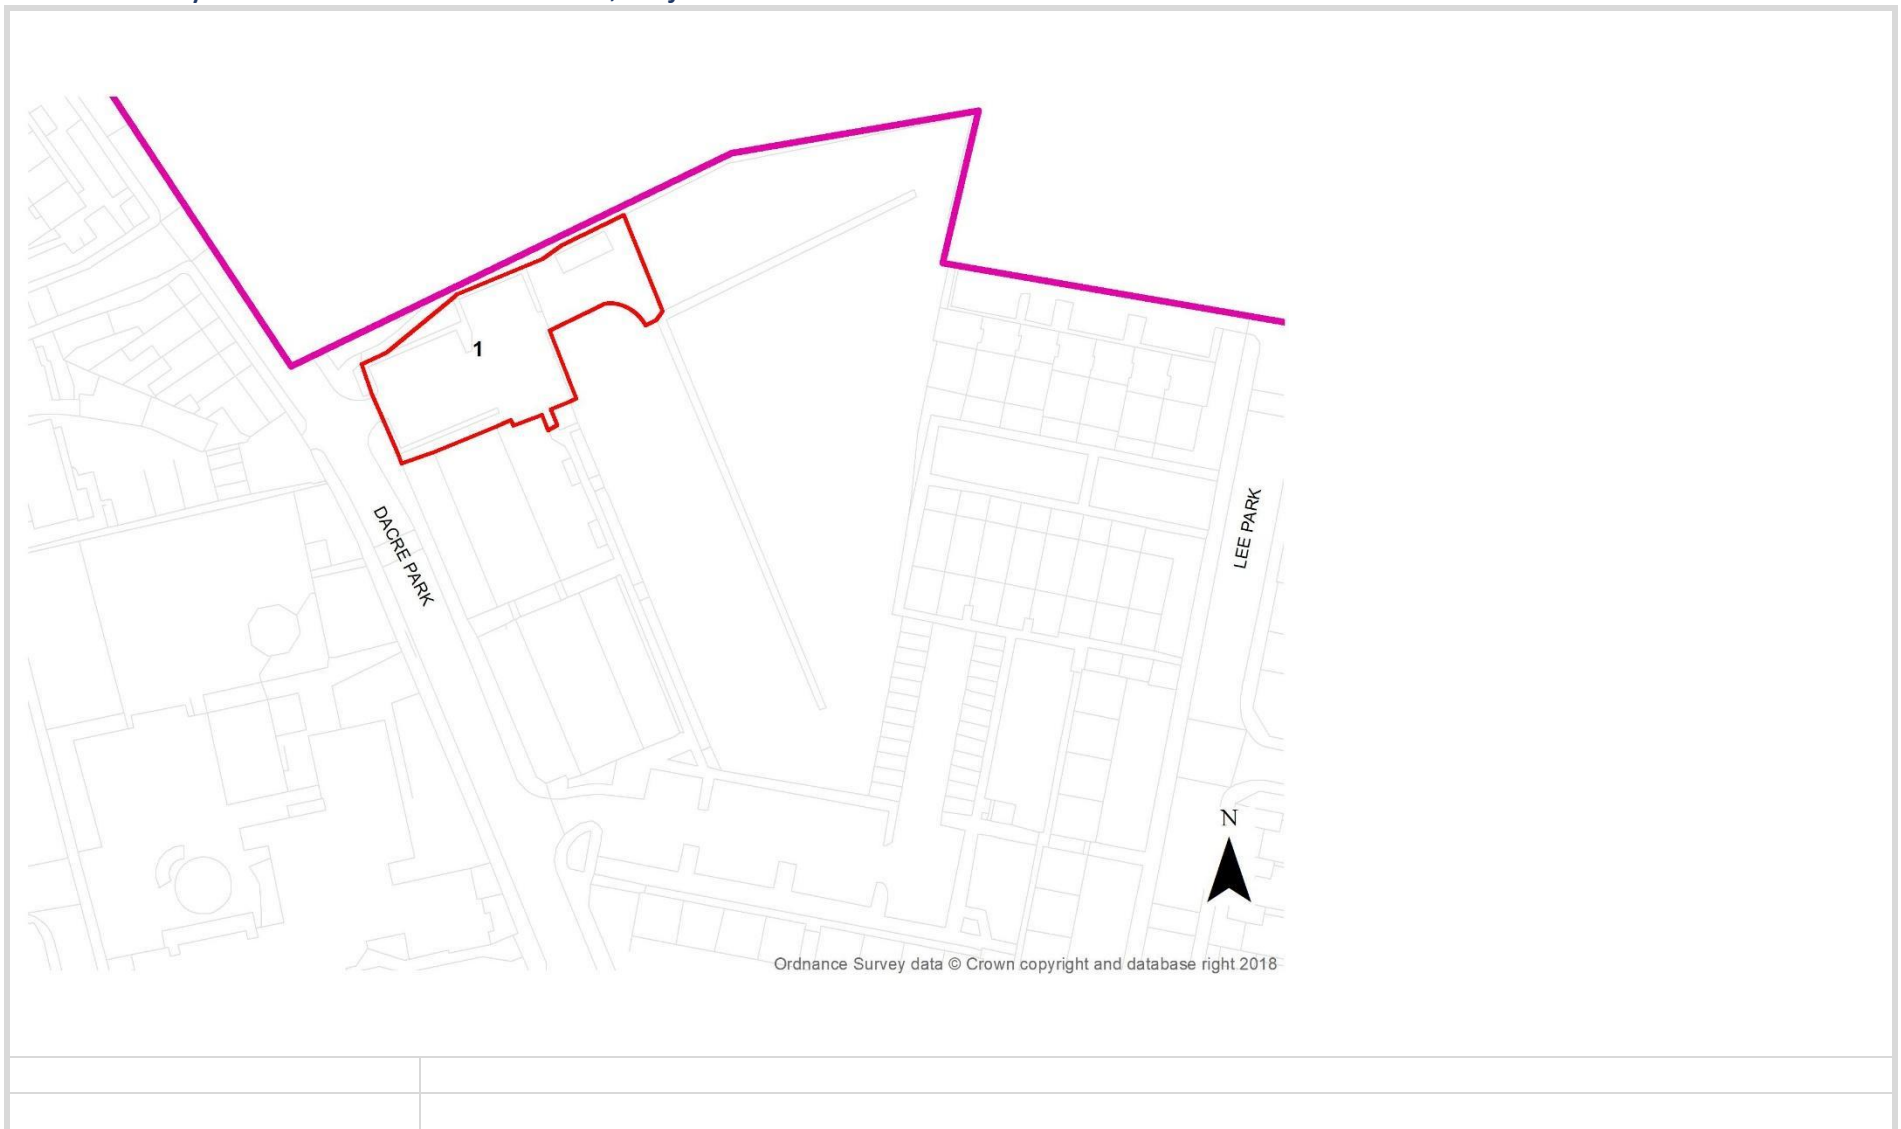 1
DACRE PARK
LEE PARK
N
Ordnance Survey data © Crown copyright and database right 2018